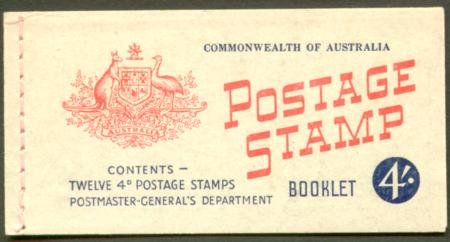 COMMONWEALTH OF AUSTRALIA
POSTAGE
STAMP
AUSTRALIA
CONTENTS –
TWELVE 4D POSTAGE STAMPS
POSTMASTER-GENERAL'S DEPARTMENT
BOOKLET
4/-